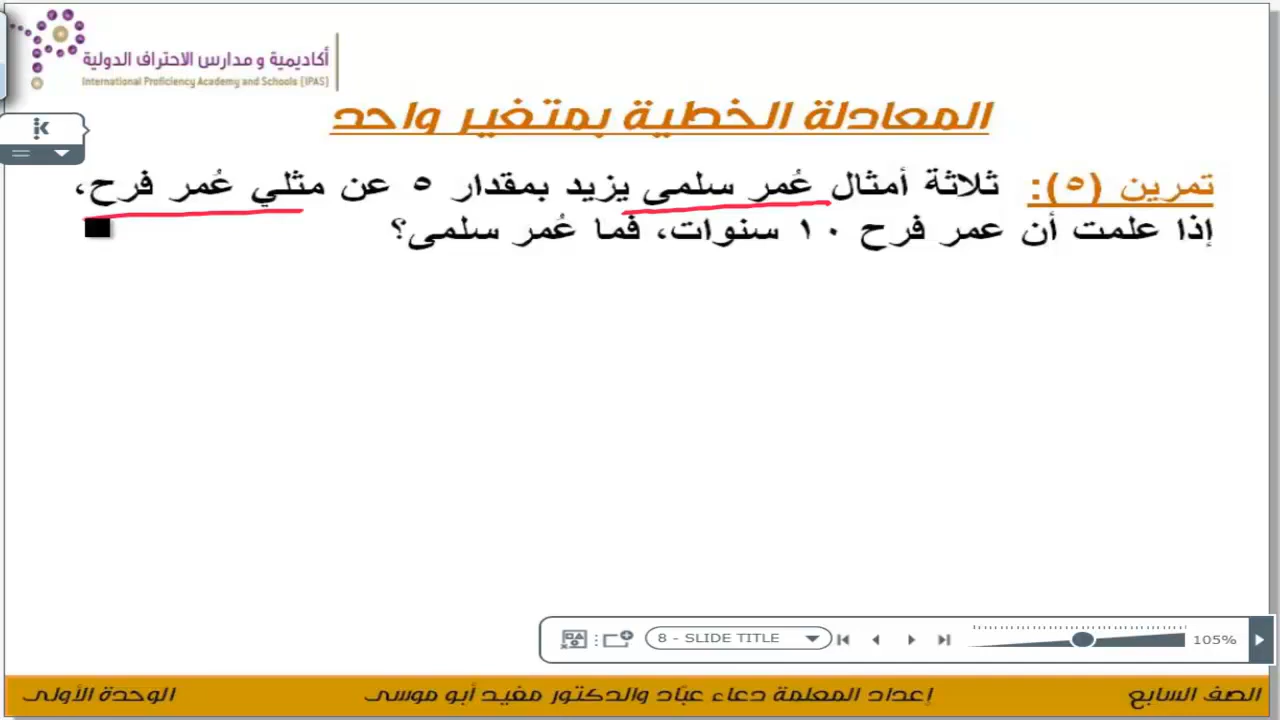 أكاديمية و مدارس الاحتراف الدولية
International Proficiency Academy and Schools (IPAS)
المعادلة الخطية بمتغير واحد
تمرين (٥): ثلاثة أمثال عُمر سلمى يزيد بمقدار ٥ عن مثلي عُمر فرح،
إذا علمت أن عمر فرح ١٠ سنوات، فما عُمر سلمى؟
8 - SLIDE TITLE
105%
الصف السابع
إعداد المعلمة دعاء عبّاد والدكتور مفيد أبو موسى
الوحدة الأولى